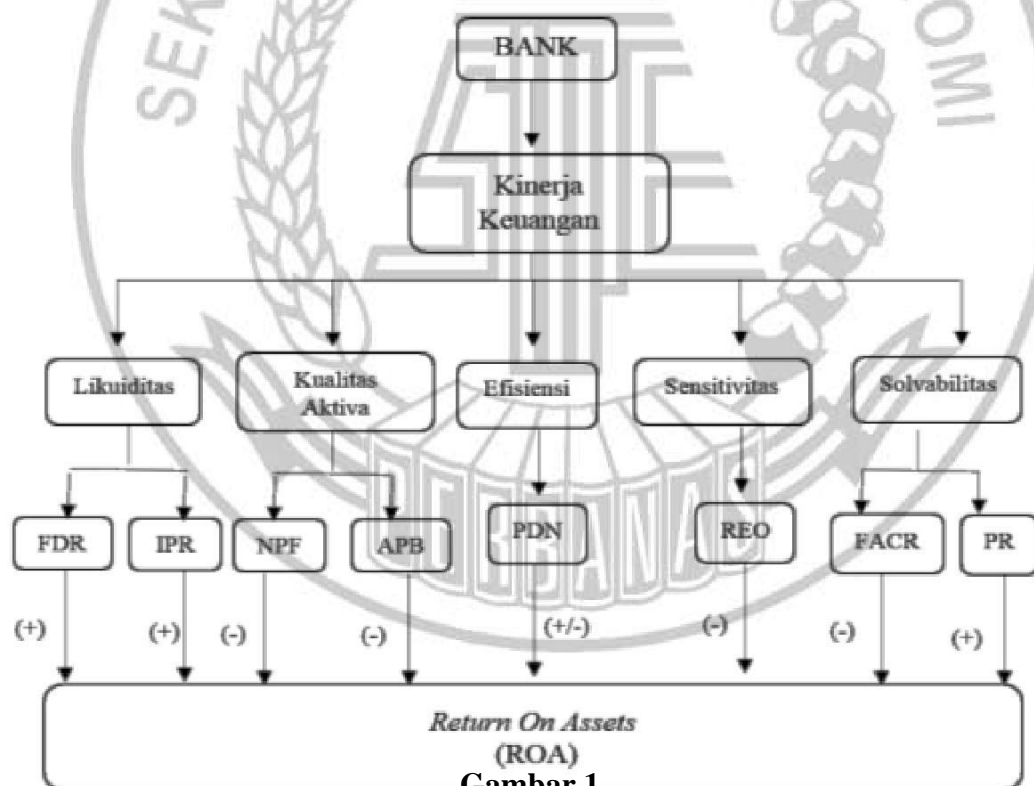 BANK
Kinerja
Keuangan
Likuiditas
Kualitas
Aktiva
Efisiensi
Sensitivitas
Solvabilitas
FDR
IPR
NPF
APB
PDN
REO
FACR
PR
(+)
(+)
(-)
(-)
(+/-)
(-)
(-)
(+)
Return On Assets
(ROA)
Gambar 1
PERBANAS